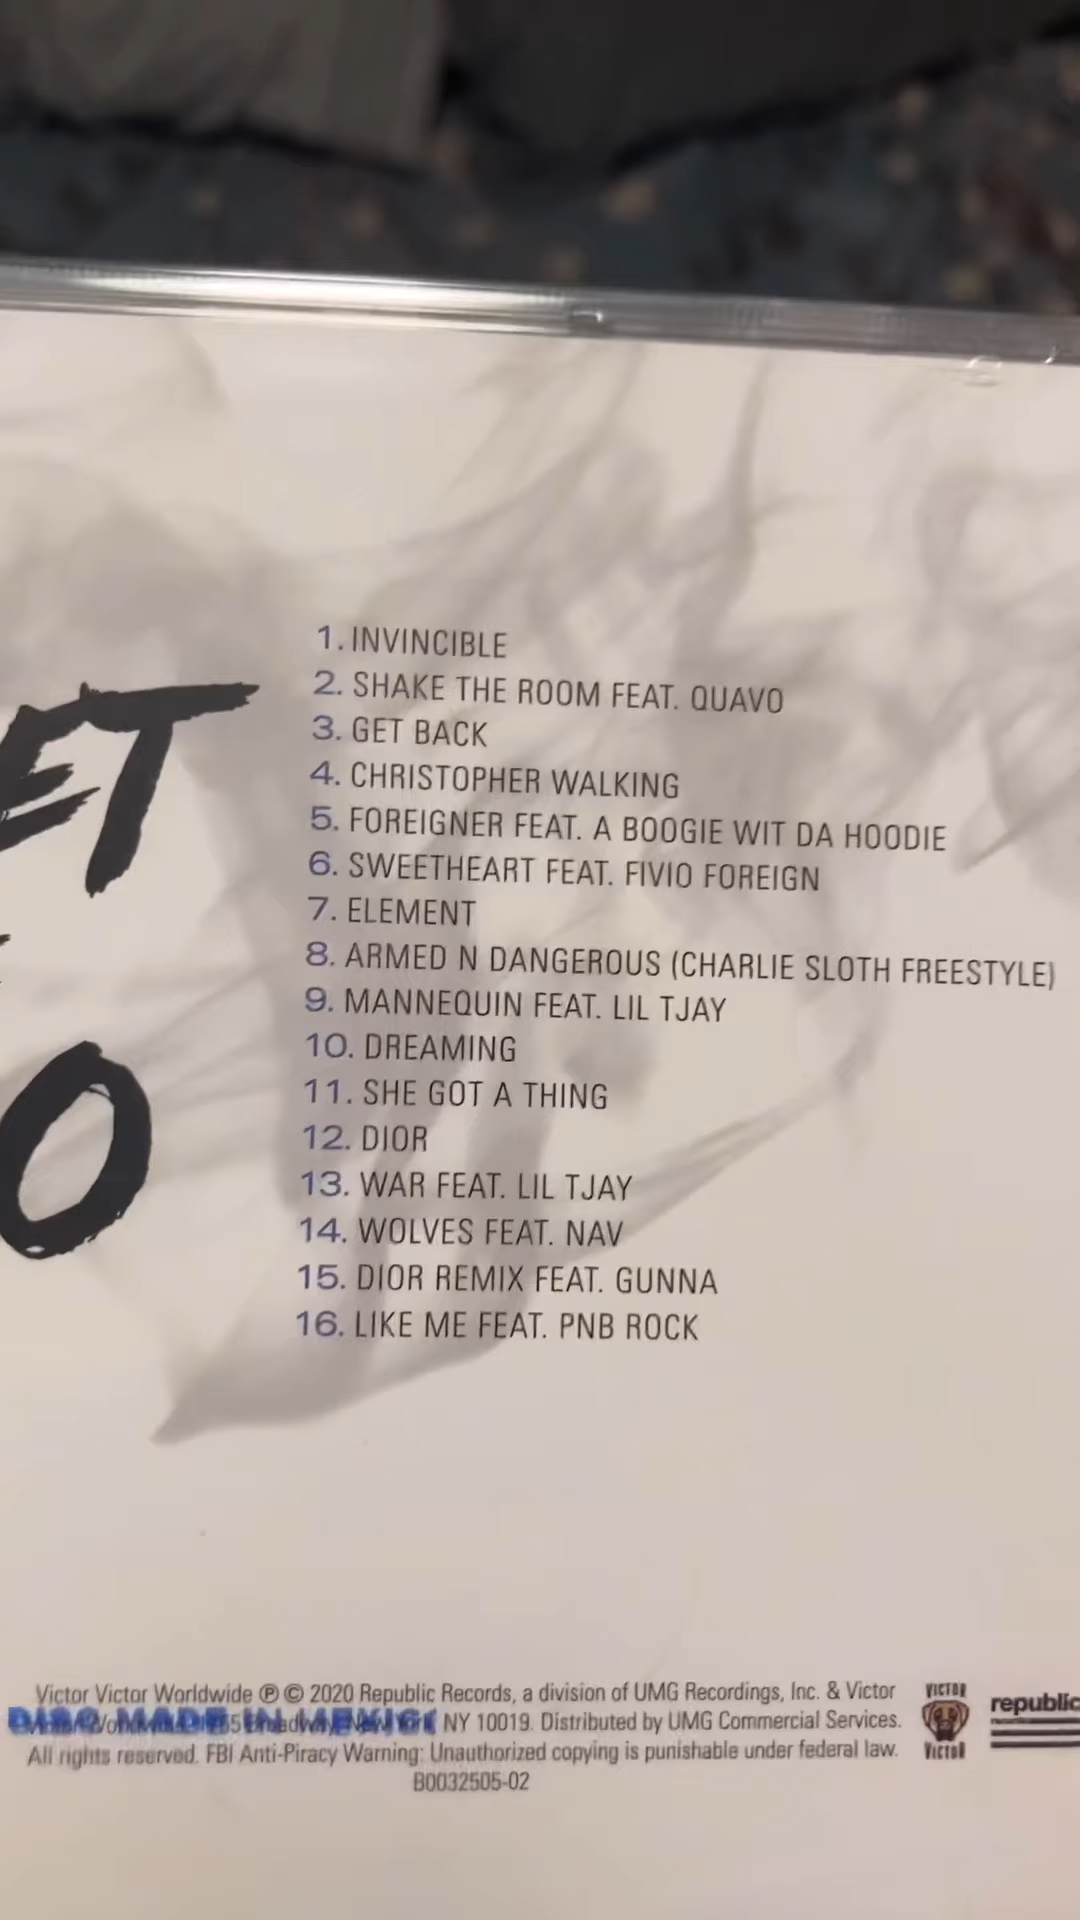 ET
O
1. INVINCIBLE
2. SHAKE THE ROOM FEAT. QUAVO
3. GET BACK
4. CHRISTOPHER WALKING
5. FOREIGNER FEAT. A BOOGIE WIT DA HOODIE
6. SWEETHEART FEAT. FIVIO FOREIGN
7. ELEMENT
8. ARMED N DANGEROUS (CHARLIE SLOTH FREESTYLE)
9. MANNEQUIN FEAT. LIL TJAY
10. DREAMING
11. SHE GOT A THING
12. DIOR
13. WAR FEAT. LIL TJAY
14. WOLVES FEAT. NAV
15. DIOR REMIX FEAT. GUNNA
16. LIKE ME FEAT. PNB ROCK
Victor Victor Worldwide ℗ © 2020 Republic Records, a division of UMG Recordings, Inc. & Victor
NY 10019. Distributed by UMG Commercial Services.
DISC MADE IN
All rights reserved. FBI Anti-Piracy Warning: Unauthorized copying is punishable under federal law.
B0032505-02
VICTOR
VICTOR
republic